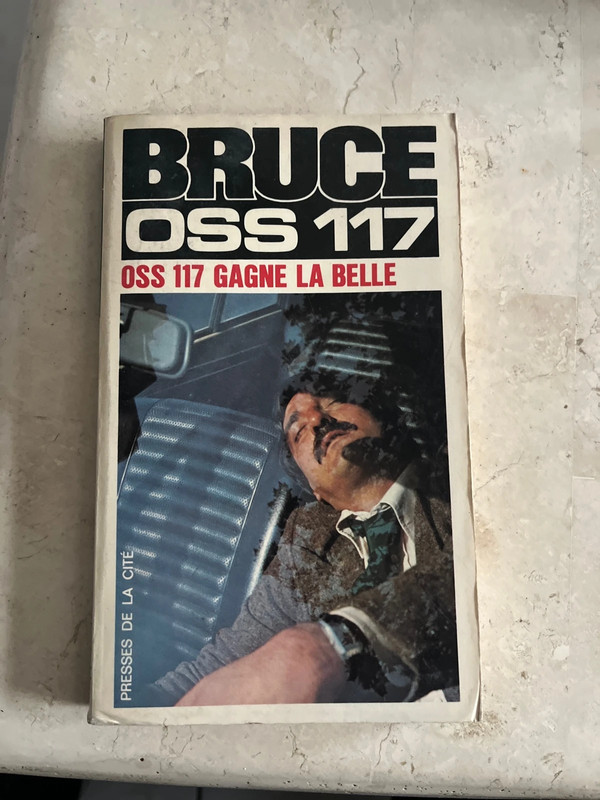 BRUCE
OSS 117
OSS 117 GAGNE LA BELLE
PRESSES DE LA CITÉ